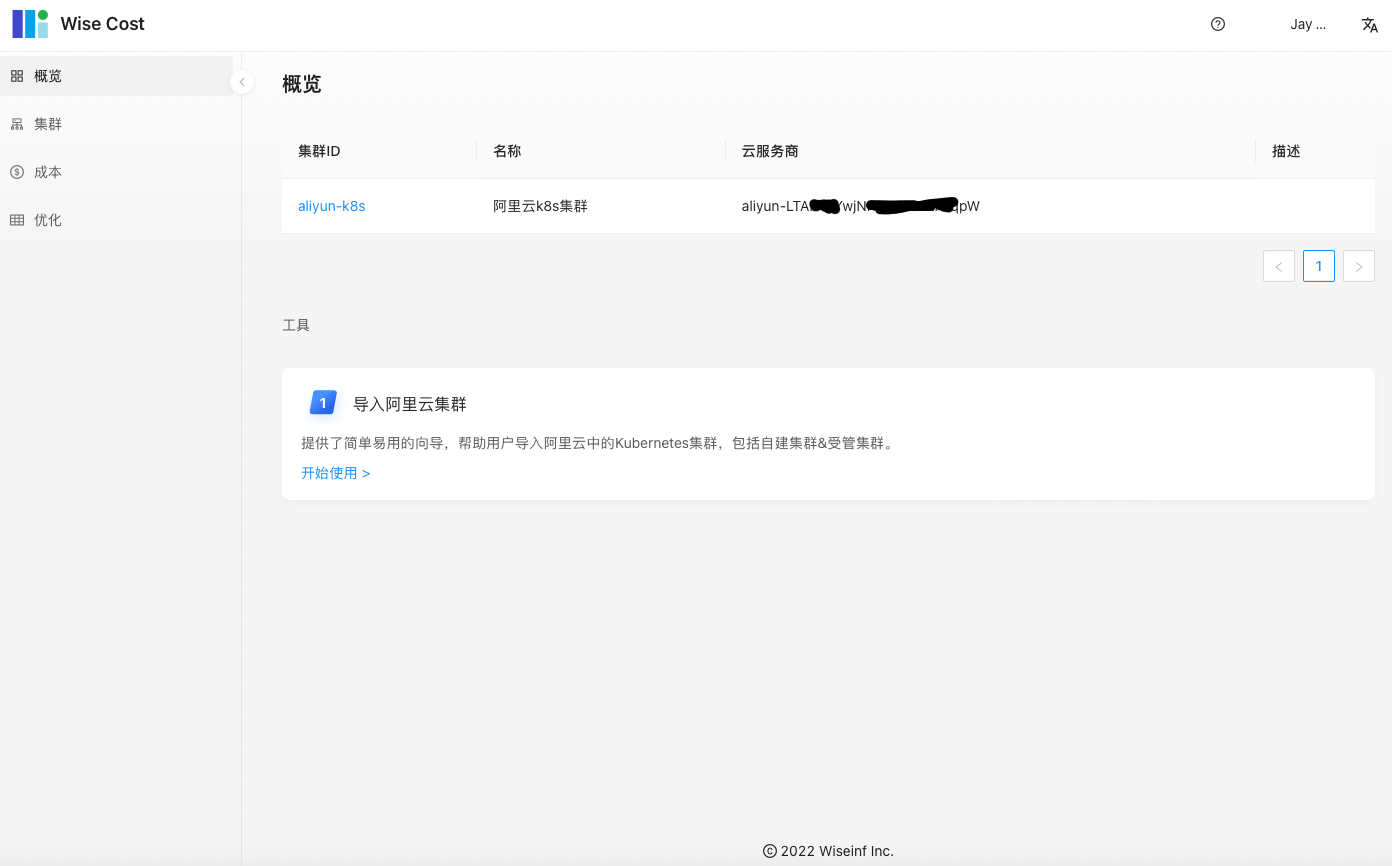 Wise Cost
Jay ...
概览
集群
成本
优化
概览
集群ID 名称 云服务商 描述
aliyun-k8s 阿里云k8s集群 aliyun-LTA
1
工具
1 导入阿里云集群
提供了简单易用的向导，帮助用户导入阿里云中的Kubernetes集群，包括自建集群&受管集群。
开始使用 >
© 2022 Wiseinf Inc.